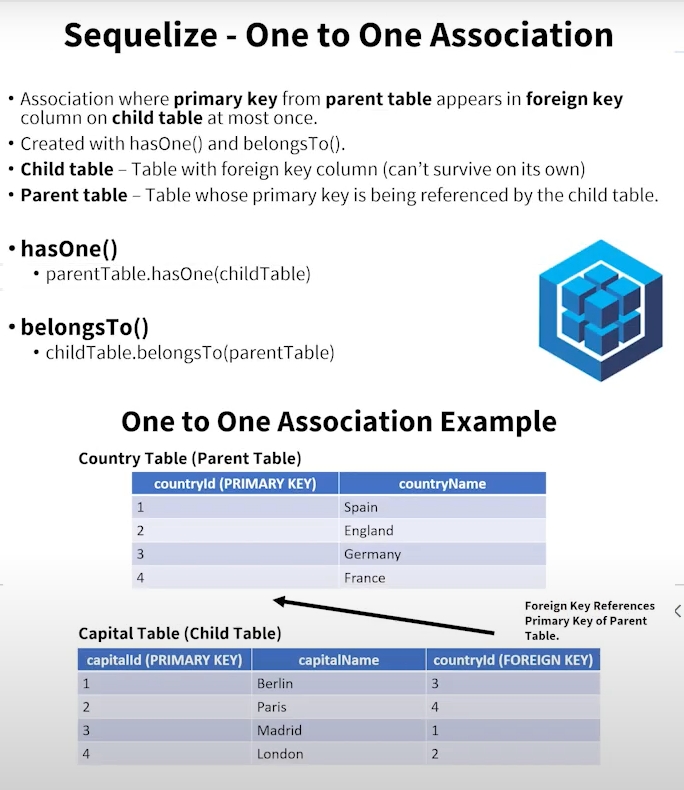 Sequelize - One to One Association
• Association where primary key from parent table appears in foreign key
column on child table at most once.
• Created with hasOne() and belongsTo().
• Child table – Table with foreign key column (can't survive on its own)
• Parent table – Table whose primary key is being referenced by the child table.
• hasOne()
• parentTable.hasOne(childTable)
• belongsTo()
• childTable.belongsTo(parentTable)
One to One Association Example
Country Table (Parent Table)
countryId (PRIMARY KEY) countryName
1 Spain
2 England
3 Germany
4 France
Foreign Key References
Primary Key of Parent
Table.
Capital Table (Child Table)
capitalId (PRIMARY KEY) capitalName countryId (FOREIGN KEY)
1 Berlin 3
2 Paris 4
3 Madrid 1
4 London 2